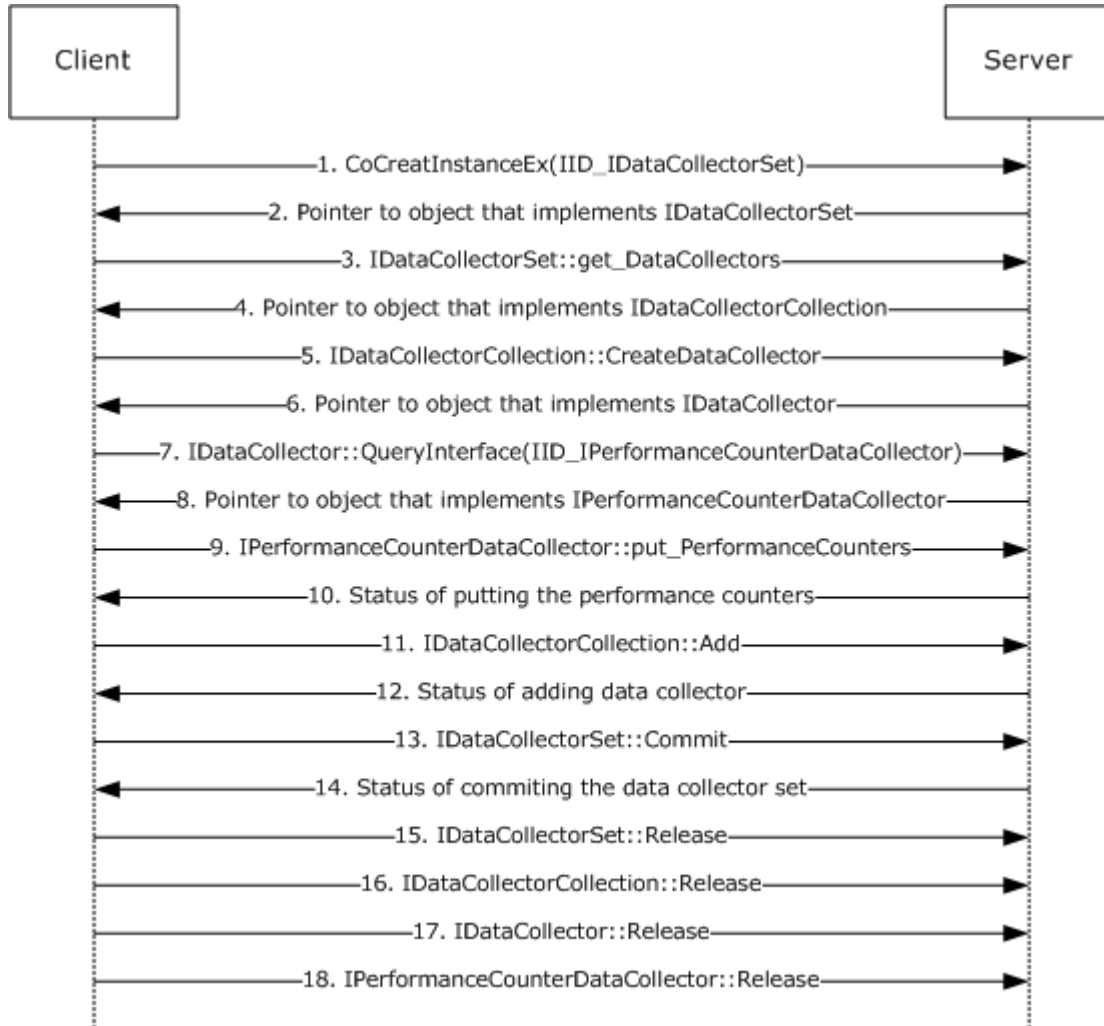 Client
Server
1. CoCreatInstanceEx(IID_IDataCollectorSet)
2. Pointer to object that implements IDataCollectorSet
3. IDataCollectorSet::get_DataCollectors
4. Pointer to object that implements IDataCollectorCollection
5. IDataCollectorCollection::CreateDataCollector
6. Pointer to object that implements IDataCollector
7. IDataCollector::QueryInterface(IID_IPerformanceCounterDataCollector)
8. Pointer to object that implements IPerformanceCounterDataCollector
9. IPerformanceCounterDataCollector::put_PerformanceCounters
10. Status of putting the performance counters
11. IDataCollectorCollection::Add
12. Status of adding data collector
13. IDataCollectorSet::Commit
14. Status of commiting the data collector set
15. IDataCollectorSet::Release
16. IDataCollectorCollection::Release
17. IDataCollector::Release
18. IPerformanceCounterDataCollector::Release